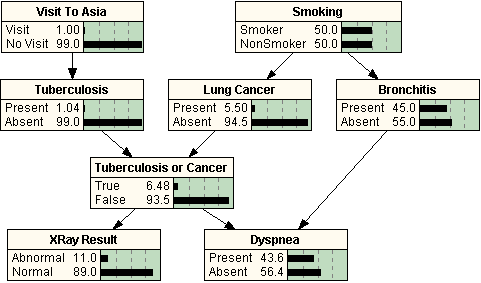 Visit To Asia
Visit 1.00
No Visit 99.0
Smoking
Smoker 50.0
NonSmoker 50.0
Tuberculosis
Present 1.04
Absent 99.0
Lung Cancer
Present 5.50
Absent 94.5
Bronchitis
Present 45.0
Absent 55.0
Tuberculosis or Cancer
True 6.48
False 93.5
XRay Result
Abnormal 11.0
Normal 89.0
Dyspnea
Present 43.6
Absent 56.4